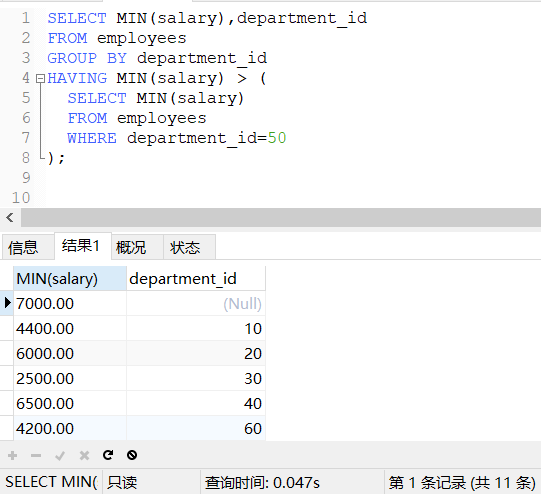 1 SELECT MIN(salary),department_id
2 FROM employees
3 GROUP BY department_id
4 HAVING MIN(salary) > (
5 SELECT MIN(salary)
6 FROM employees
7 WHERE department_id=50
8 );
9
10
信息 结果1 概况 状态
MIN(salary) department_id
7000.00 (Null)
4400.00 10
6000.00 20
2500.00 30
6500.00 40
4200.00 60
SELECT MIN( 只读 查询时间: 0.047s 第 1 条记录 (共 11 条)